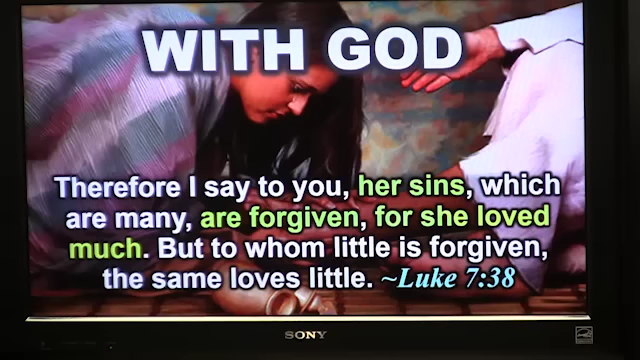 WITH GOD
Therefore I say to you, her sins, which
are many, are forgiven, for she loved
much. But to whom little is forgiven,
the same loves little. ~Luke 7:38
SONY